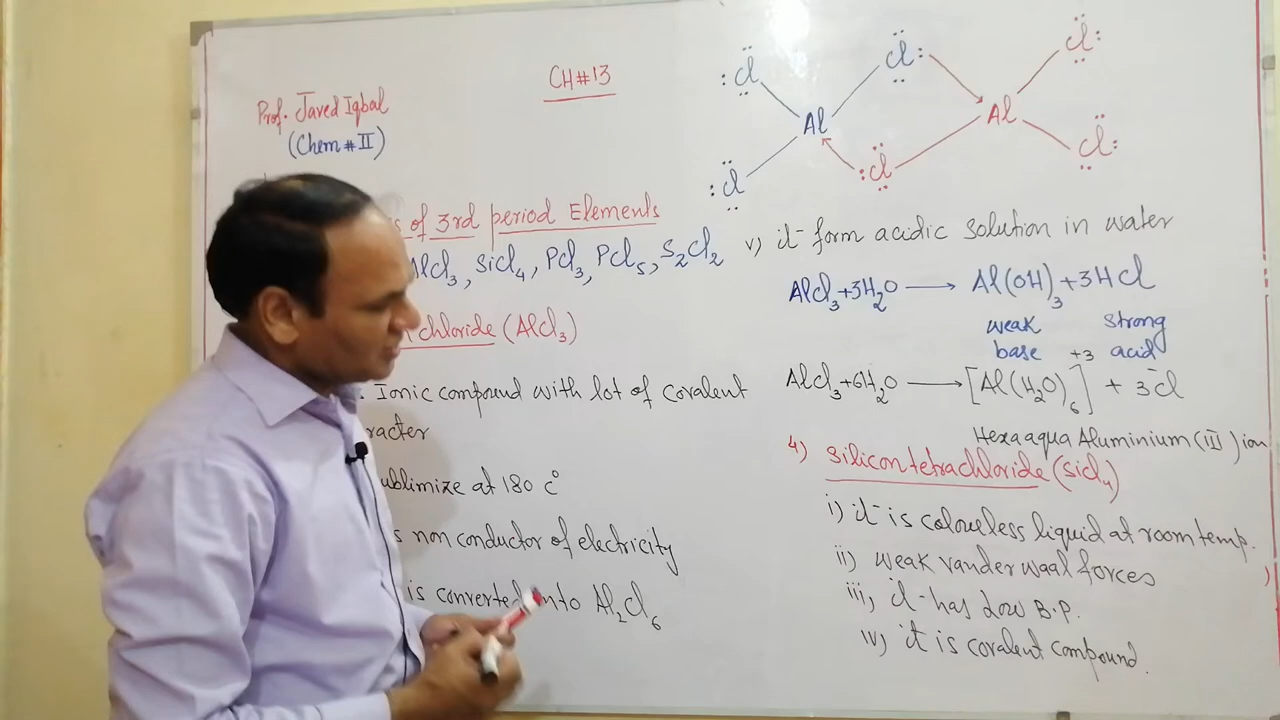 CH#13
Prof. Javed Iqbal
(Chem # II)
s of 3rd period Elements
AlCl3, SiCl4, PCl3, PCl5, S2Cl2
chloride (AlCl3)
Ionic compound with lot of covalent
racter
ublimize at 180 c°
s non conductor of electricity
is converted into Al2Cl6
:Cl Cl: Cl:
Al Al
:Cl :Cl Cl:
v) it form acidic solution in water
AlCl3+3H2O → Al(OH)3+3HCl
weak strong
base acid
AlCl3+6H2O → [Al(H2O)6]+3 + 3Cl-
Hexaaqua Aluminium (III) ion
4) Silicon tetrachloride (SiCl4)
i) it is colourless liquid at room temp.
ii) weak vander waal forces
iii) it has low B.P.
iv) it is covalent compound.